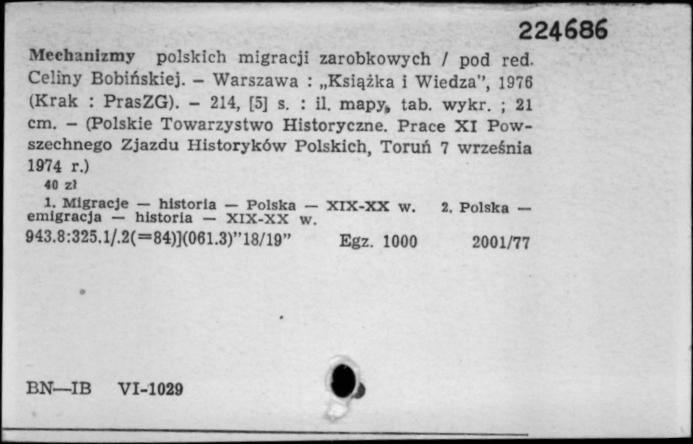 224686
Mechanizmy polskich migracji zarobkowych / pod red.
Celiny Bobińskiej. — Warszawa : „Książka i Wiedza", 1976
(Krak : PrasZG). — 214, [5] s. : il. mapy, tab. wykr. ; 21
cm. — (Polskie Towarzystwo Historyczne. Prace XI Pow-
szechnego Zjazdu Historyków Polskich, Toruń 7 września
1974 r.)
40 zł
1. Migracje — historia — Polska — XIX-XX w. 2. Polska —
emigracja — historia — XIX-XX w.
943.8:325.1/.2(=84)](061.3)"18/19" Egz. 1000 2001/77
BN—IB VI-1029